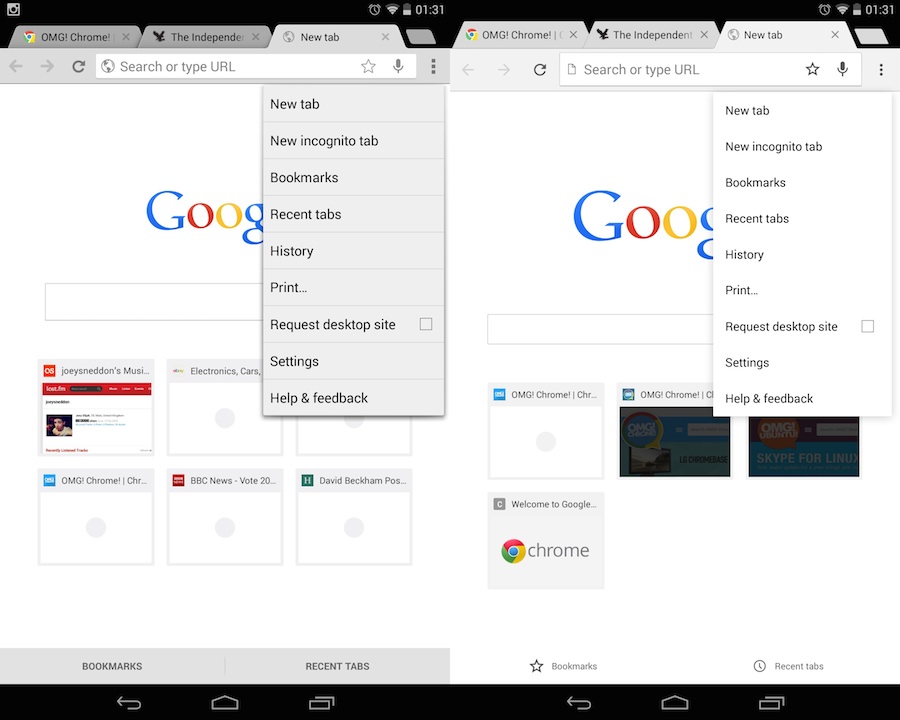 01:31
OMG! Chrome!
The Independen
New tab
Search or type URL
New tab
New incognito tab
Bookmarks
Recent tabs
History
Print...
Request desktop site
Settings
Help & feedback
Goog
joeysneddon's Musi...
last.fm
joeysneddon
Recently Listened Tracks
Electronics, Cars,
OMG! Chrome! | Chr...
BBC News - Vote 20...
David Beckham Pos...
BOOKMARKS
RECENT TABS
01:31
OMG! Chrome! | C
The Independent
New tab
Search or type URL
New tab
New incognito tab
Bookmarks
Recent tabs
History
Print...
Request desktop site
Settings
Help & feedback
Goog
OMG! Chrome! | Chr...
OMG! Chrome! | Cl
OMG!
CHROME!
LG CHROMEBASE
OMG!
UBUNTU!
SKYPE FOR LINUX
C Welcome to Google...
chrome
Bookmarks
Recent tabs